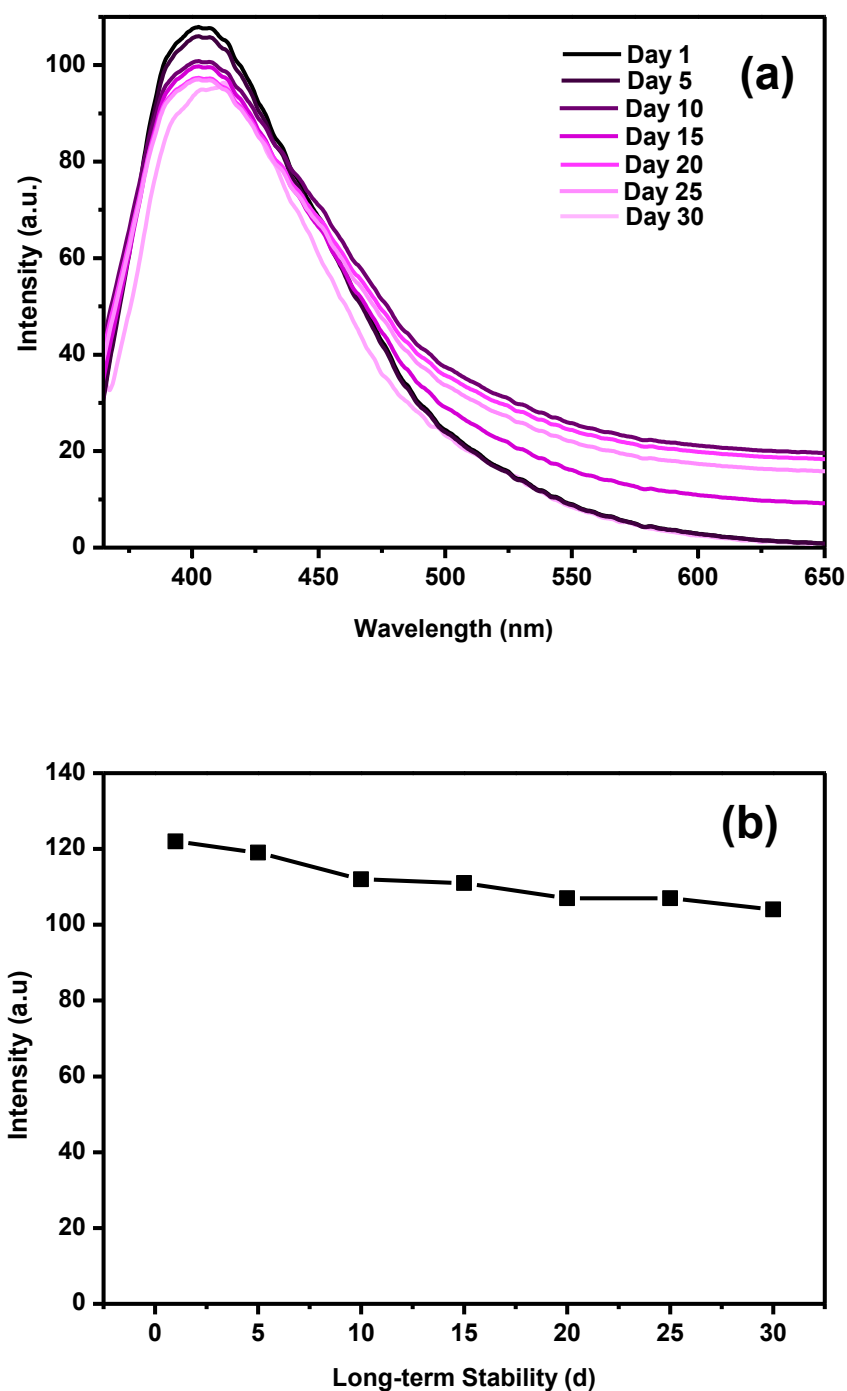 (a)
Day 1
Day 5
Day 10
Day 15
Day 20
Day 25
Day 30
100
80
60
40
20
0
Intensity (a.u.)
400 450 500 550 600 650
Wavelength (nm)
(b)
140
120
100
80
60
40
20
0
Intensity (a.u)
0 5 10 15 20 25 30
Long-term Stability (d)